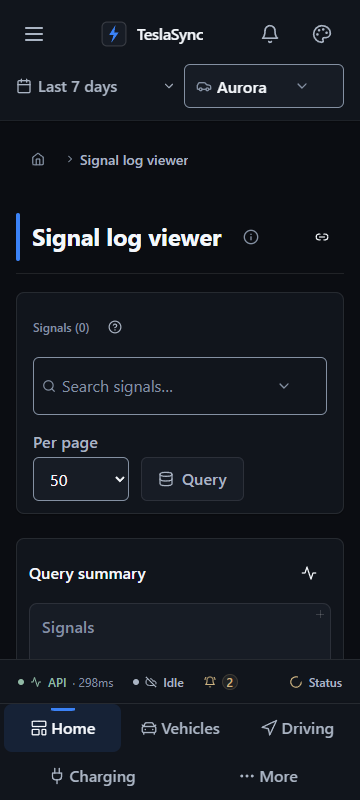 TeslaSync
Last 7 days
Aurora
Signal log viewer
Signal log viewer
Signals (0)
Search signals...
Per page
50
Query
Query summary
Signals
API · 298ms
Idle
2
Status
Home
Vehicles
Driving
Charging
More